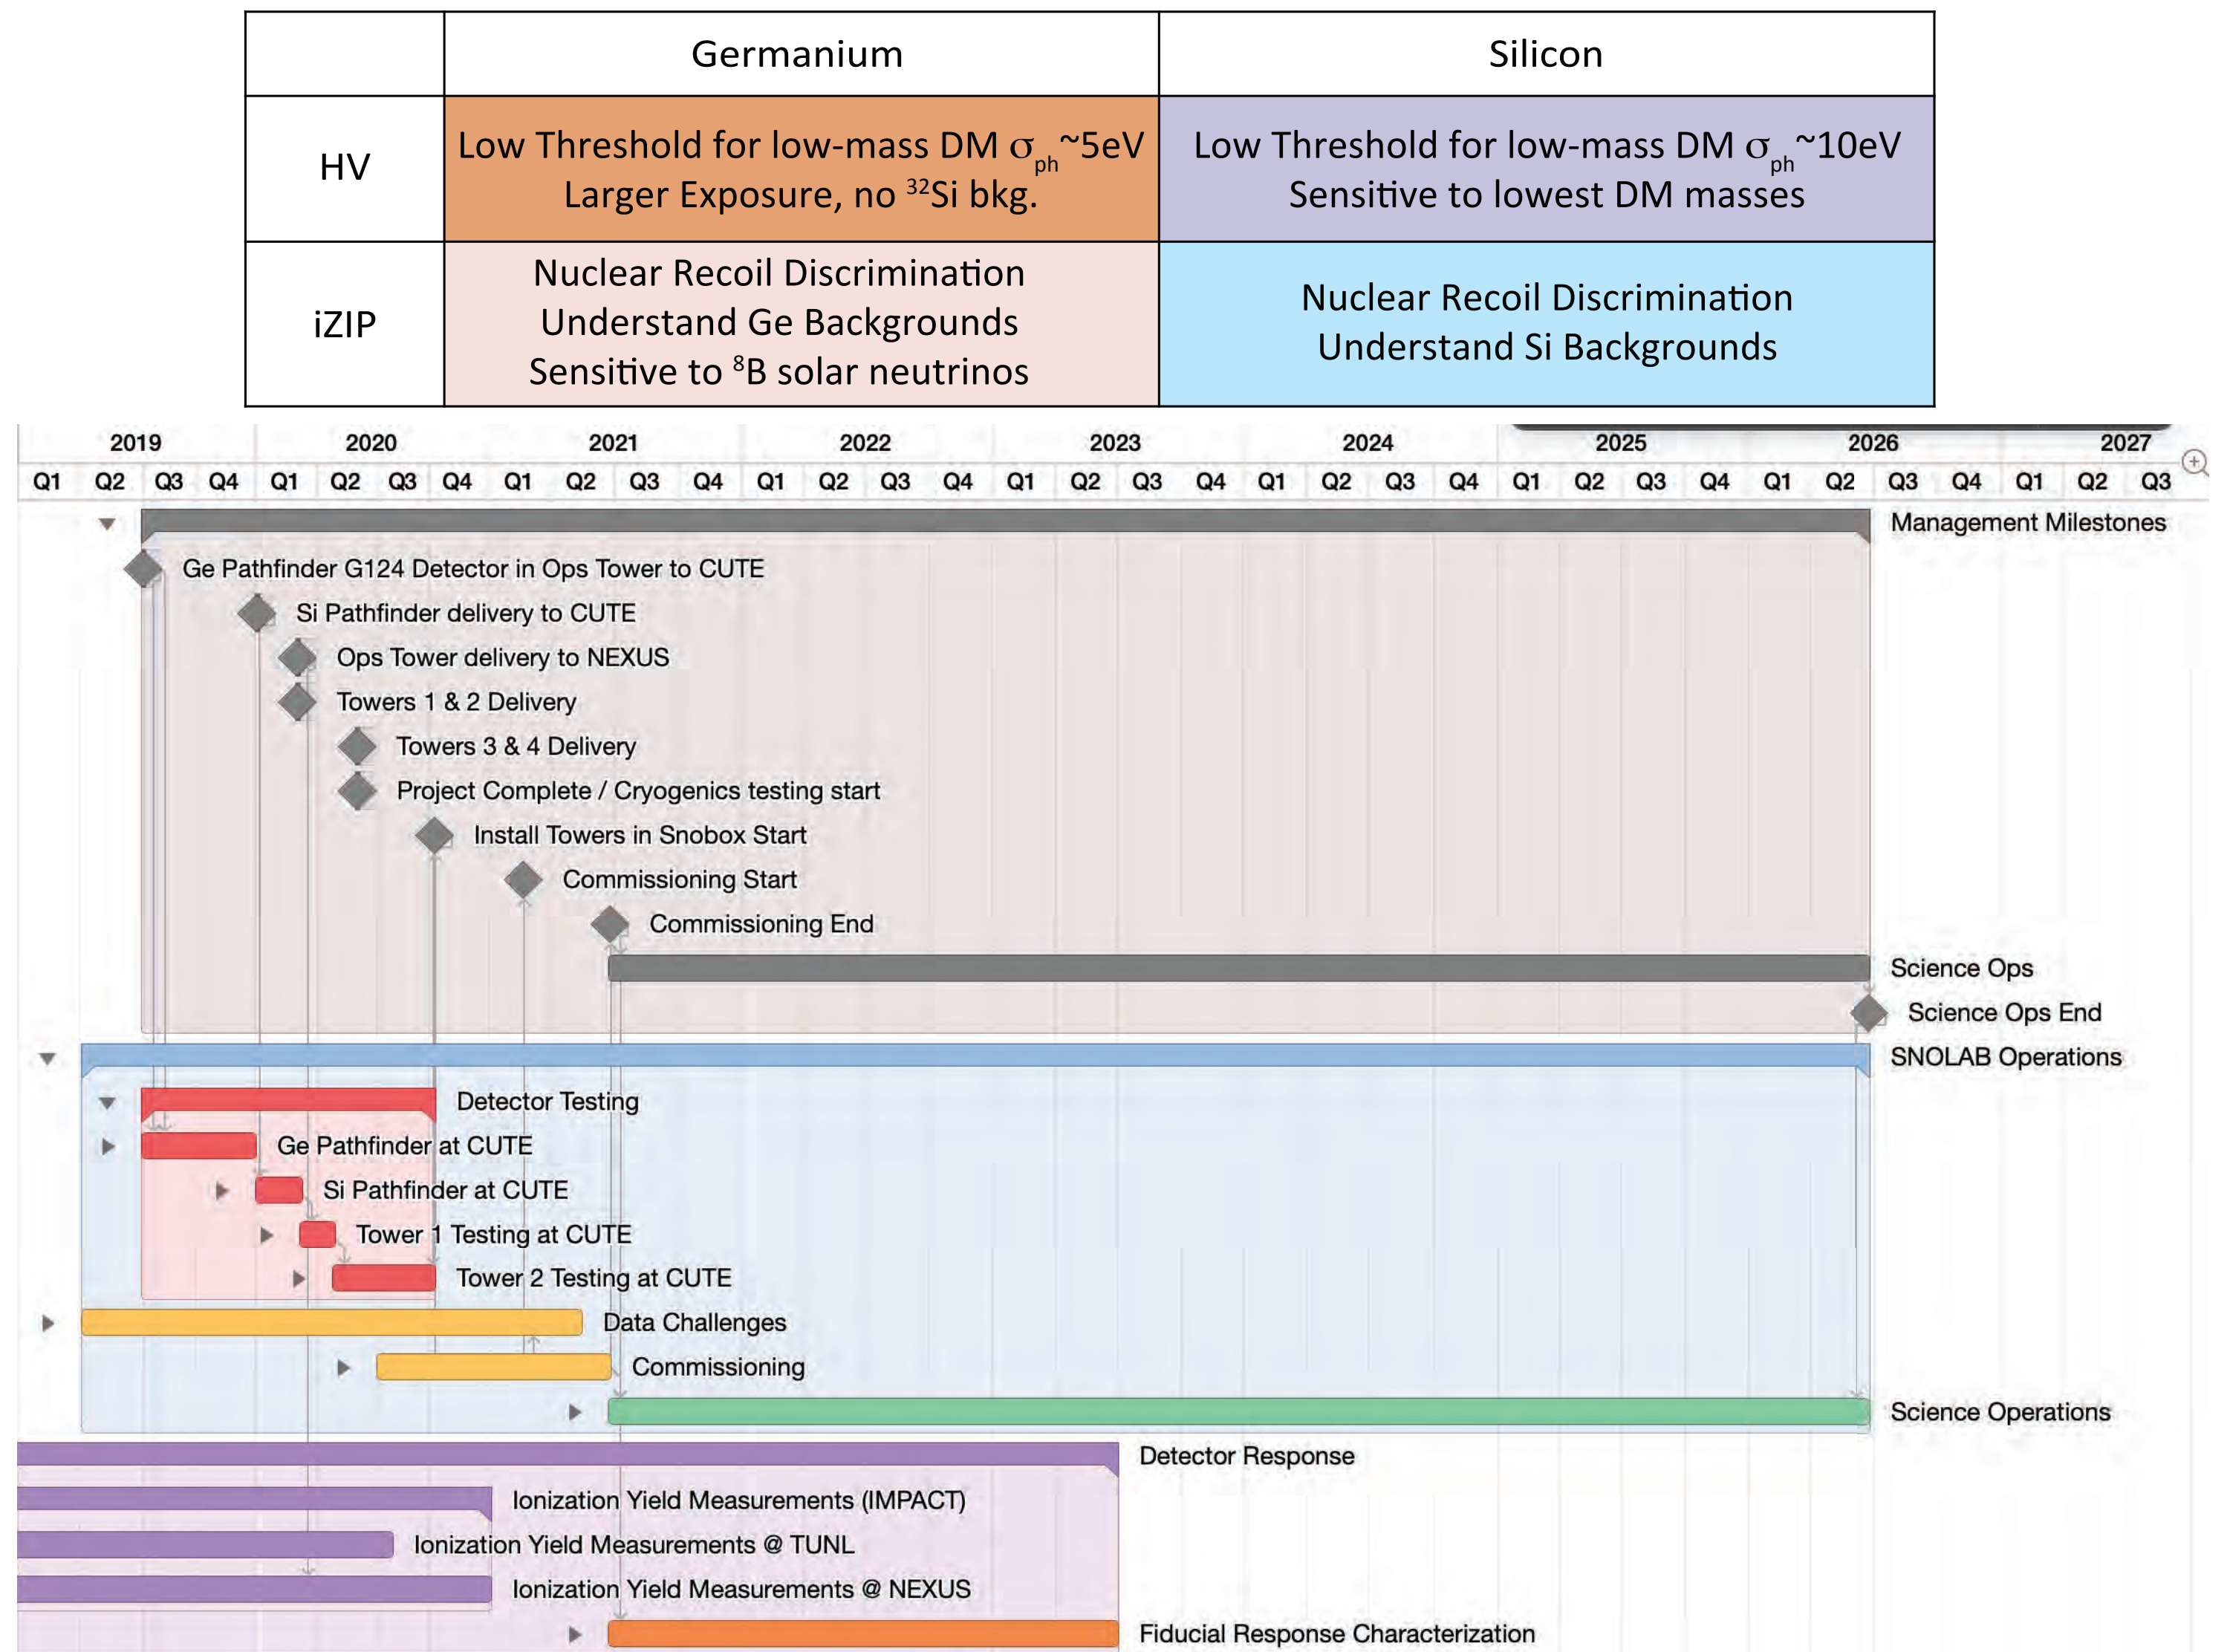 Germanium Silicon
HV
Low Threshold for low-mass DM σph~5eV
Larger Exposure, no 32Si bkg.
Low Threshold for low-mass DM σph~10eV
Sensitive to lowest DM masses
iZIP
Nuclear Recoil Discrimination
Understand Ge Backgrounds
Sensitive to 8B solar neutrinos
Nuclear Recoil Discrimination
Understand Si Backgrounds
2019 2020 2021 2022 2023 2024 2025 2026 2027
Q1 Q2 Q3 Q4 Q1 Q2 Q3 Q4 Q1 Q2 Q3 Q4 Q1 Q2 Q3 Q4 Q1 Q2 Q3 Q4 Q1 Q2 Q3 Q4 Q1 Q2 Q3 Q4 Q1 Q2 Q3 Q4 Q1 Q2 Q3
Management Milestones
Ge Pathfinder G124 Detector in Ops Tower to CUTE
Si Pathfinder delivery to CUTE
Ops Tower delivery to NEXUS
Towers 1 & 2 Delivery
Towers 3 & 4 Delivery
Project Complete / Cryogenics testing start
Install Towers in Snobox Start
Commissioning Start
Commissioning End
Science Ops
Science Ops End
SNOLAB Operations
Detector Testing
Ge Pathfinder at CUTE
Si Pathfinder at CUTE
Tower 1 Testing at CUTE
Tower 2 Testing at CUTE
Data Challenges
Commissioning
Science Operations
Detector Response
Ionization Yield Measurements (IMPACT)
Ionization Yield Measurements @ TUNL
Ionization Yield Measurements @ NEXUS
Fiducial Response Characterization